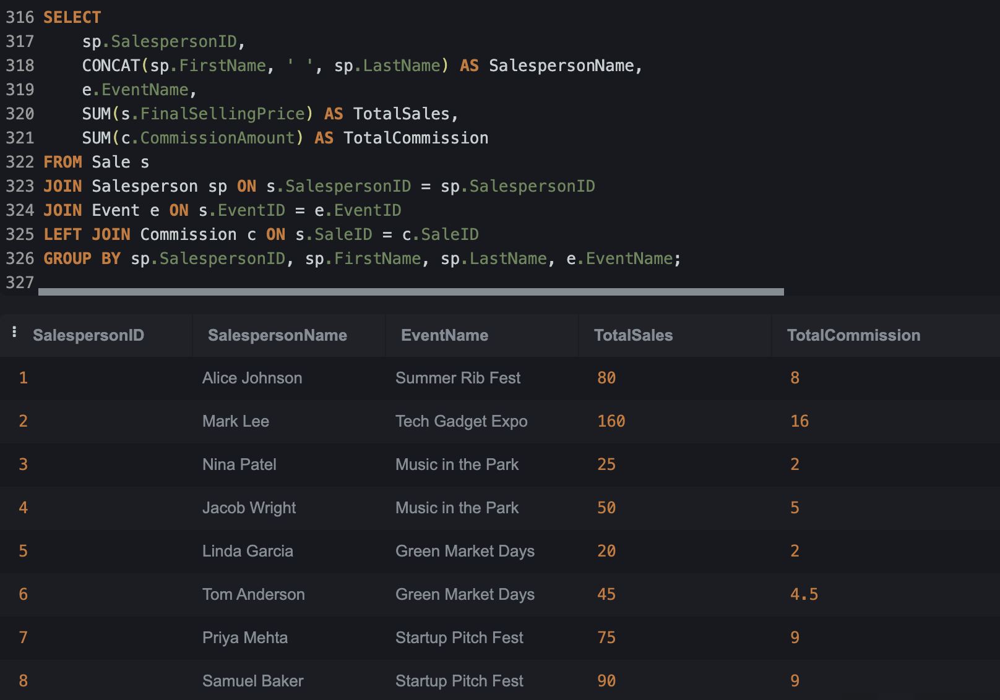 316 SELECT
317     sp.SalespersonID,
318     CONCAT(sp.FirstName, ' ', sp.LastName) AS SalespersonName,
319     e.EventName,
320     SUM(s.FinalSellingPrice) AS TotalSales,
321     SUM(c.CommissionAmount) AS TotalCommission
322 FROM Sale s
323 JOIN Salesperson sp ON s.SalespersonID = sp.SalespersonID
324 JOIN Event e ON s.EventID = e.EventID
325 LEFT JOIN Commission c ON s.SaleID = c.SaleID
326 GROUP BY sp.SalespersonID, sp.FirstName, sp.LastName, e.EventName;
327
SalespersonID SalespersonName EventName TotalSales TotalCommission
1 Alice Johnson Summer Rib Fest 80 8
2 Mark Lee Tech Gadget Expo 160 16
3 Nina Patel Music in the Park 25 2
4 Jacob Wright Music in the Park 50 5
5 Linda Garcia Green Market Days 20 2
6 Tom Anderson Green Market Days 45 4.5
7 Priya Mehta Startup Pitch Fest 75 9
8 Samuel Baker Startup Pitch Fest 90 9